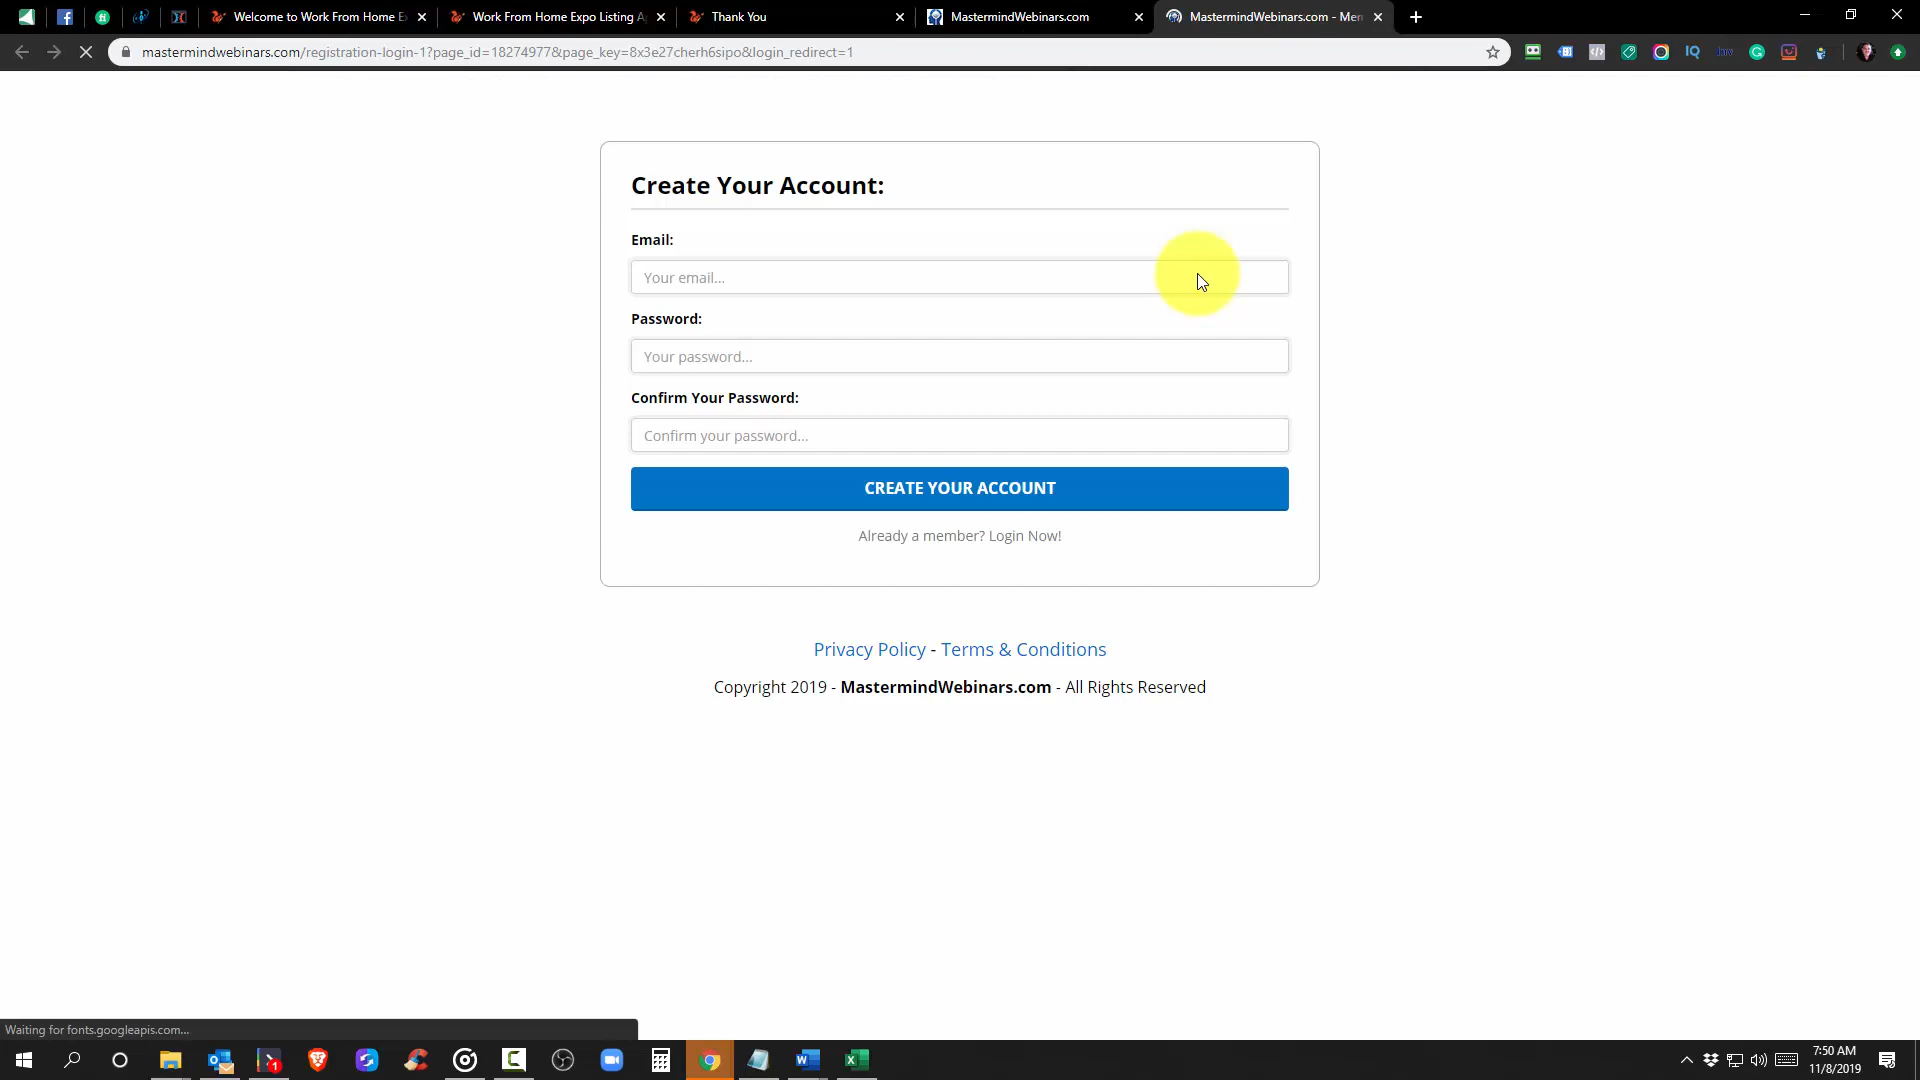 Welcome to Work From Home E
Work From Home Expo Listing A
Thank You
MastermindWebinars.com
MastermindWebinars.com - Men
mastermindwebinars.com/registration-login-1?page_id=18274977&page_key=8x3e27cherh6sipo&login_redirect=1
Create Your Account:
Email:
Your email...
Password:
Your password...
Confirm Your Password:
Confirm your password...
CREATE YOUR ACCOUNT
Already a member? Login Now!
Privacy Policy - Terms & Conditions
Copyright 2019 - MastermindWebinars.com - All Rights Reserved
Waiting for fonts.googleapis.com...
7:50 AM
11/8/2019